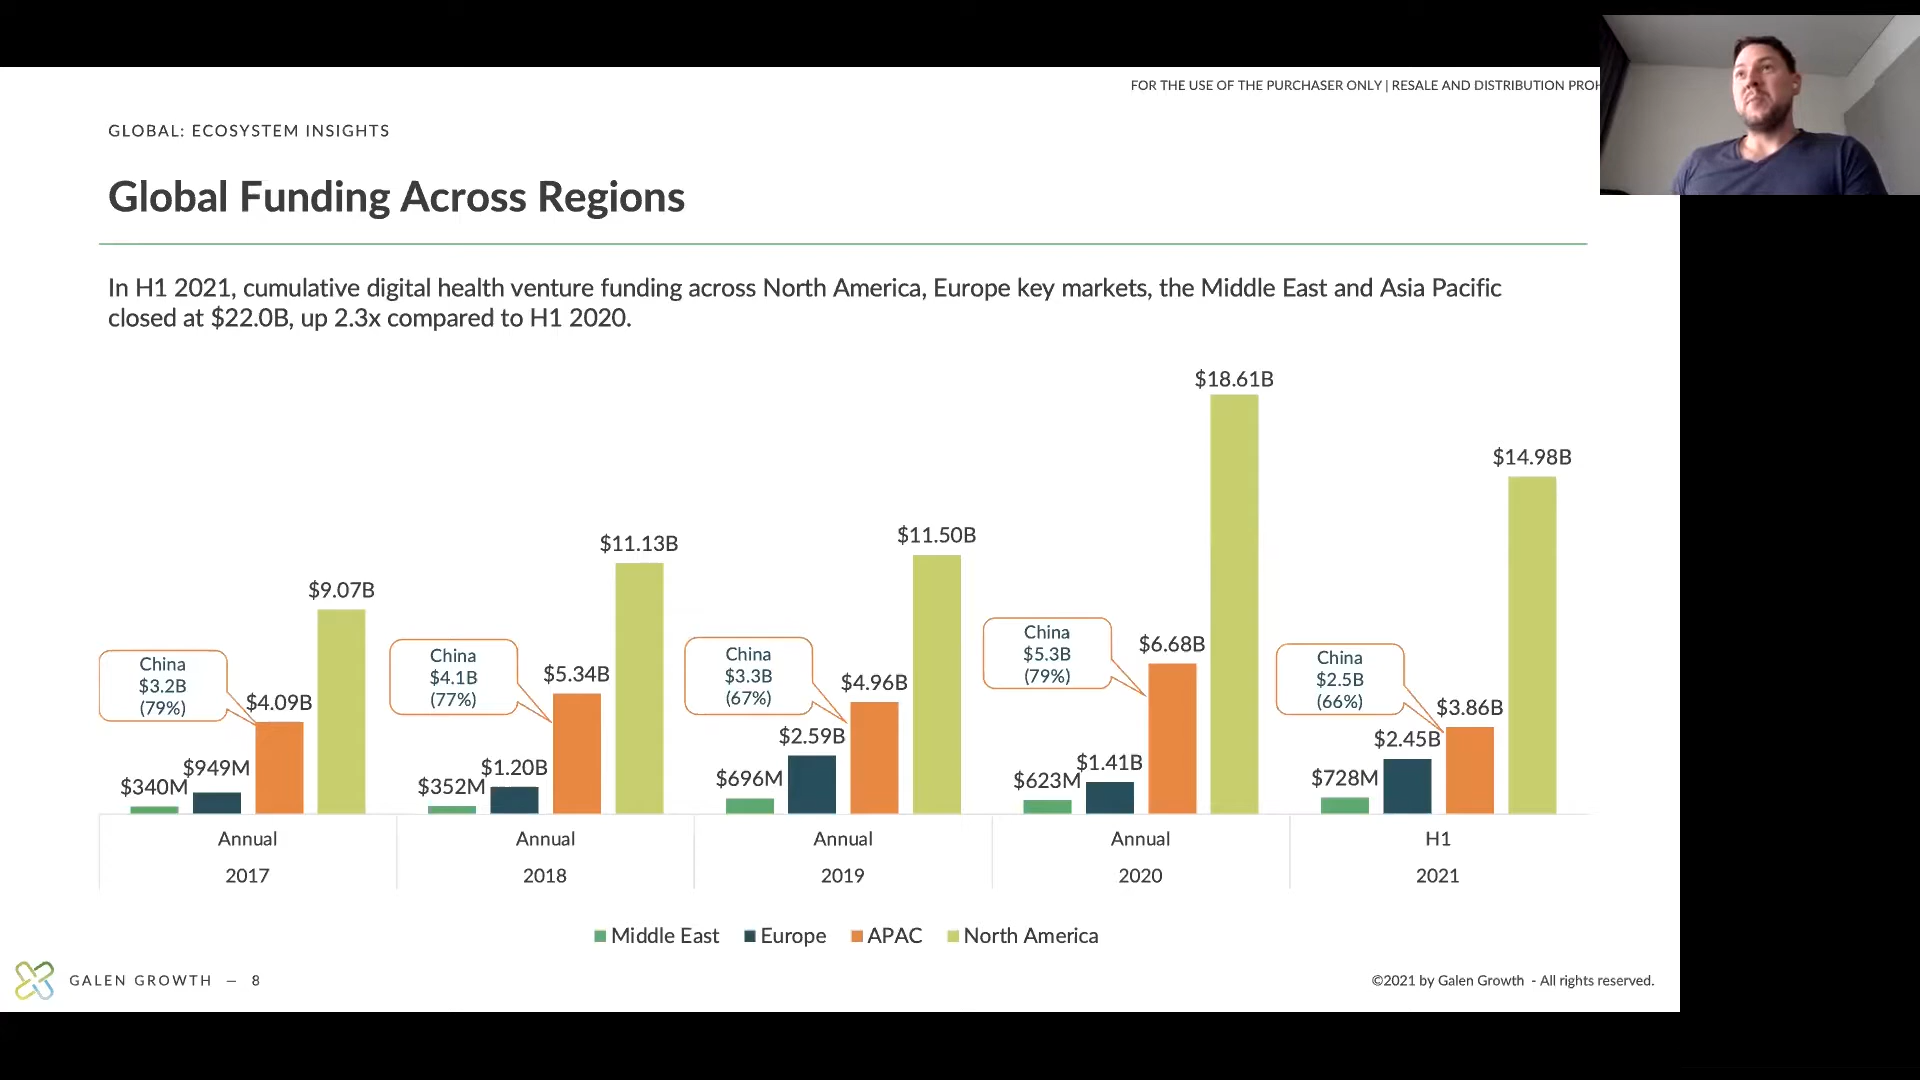 FOR THE USE OF THE PURCHASER ONLY | RESALE AND DISTRIBUTION
GLOBAL: ECOSYSTEM INSIGHTS
Global Funding Across Regions
In H1 2021, cumulative digital health venture funding across North America, Europe key markets, the Middle East and Asia Pacific
closed at $22.0B, up 2.3x compared to H1 2020.
China
$3.2B
(79%)
$340M
$949M
$4.09B
$9.07B
China
$4.1B
(77%)
$352M
$1.20B
$5.34B
$11.13B
China
$3.3B
(67%)
$696M
$2.59B
$4.96B
$11.50B
China
$5.3B
(79%)
$623M
$1.41B
$6.68B
$18.61B
China
$2.5B
(66%)
$728M
$2.45B
$3.86B
$14.98B
Annual Annual Annual Annual H1
2017 2018 2019 2020 2021
Middle East Europe APAC North America
GALEN GROWTH — 8
©2021 by Galen Growth - All rights reserved.